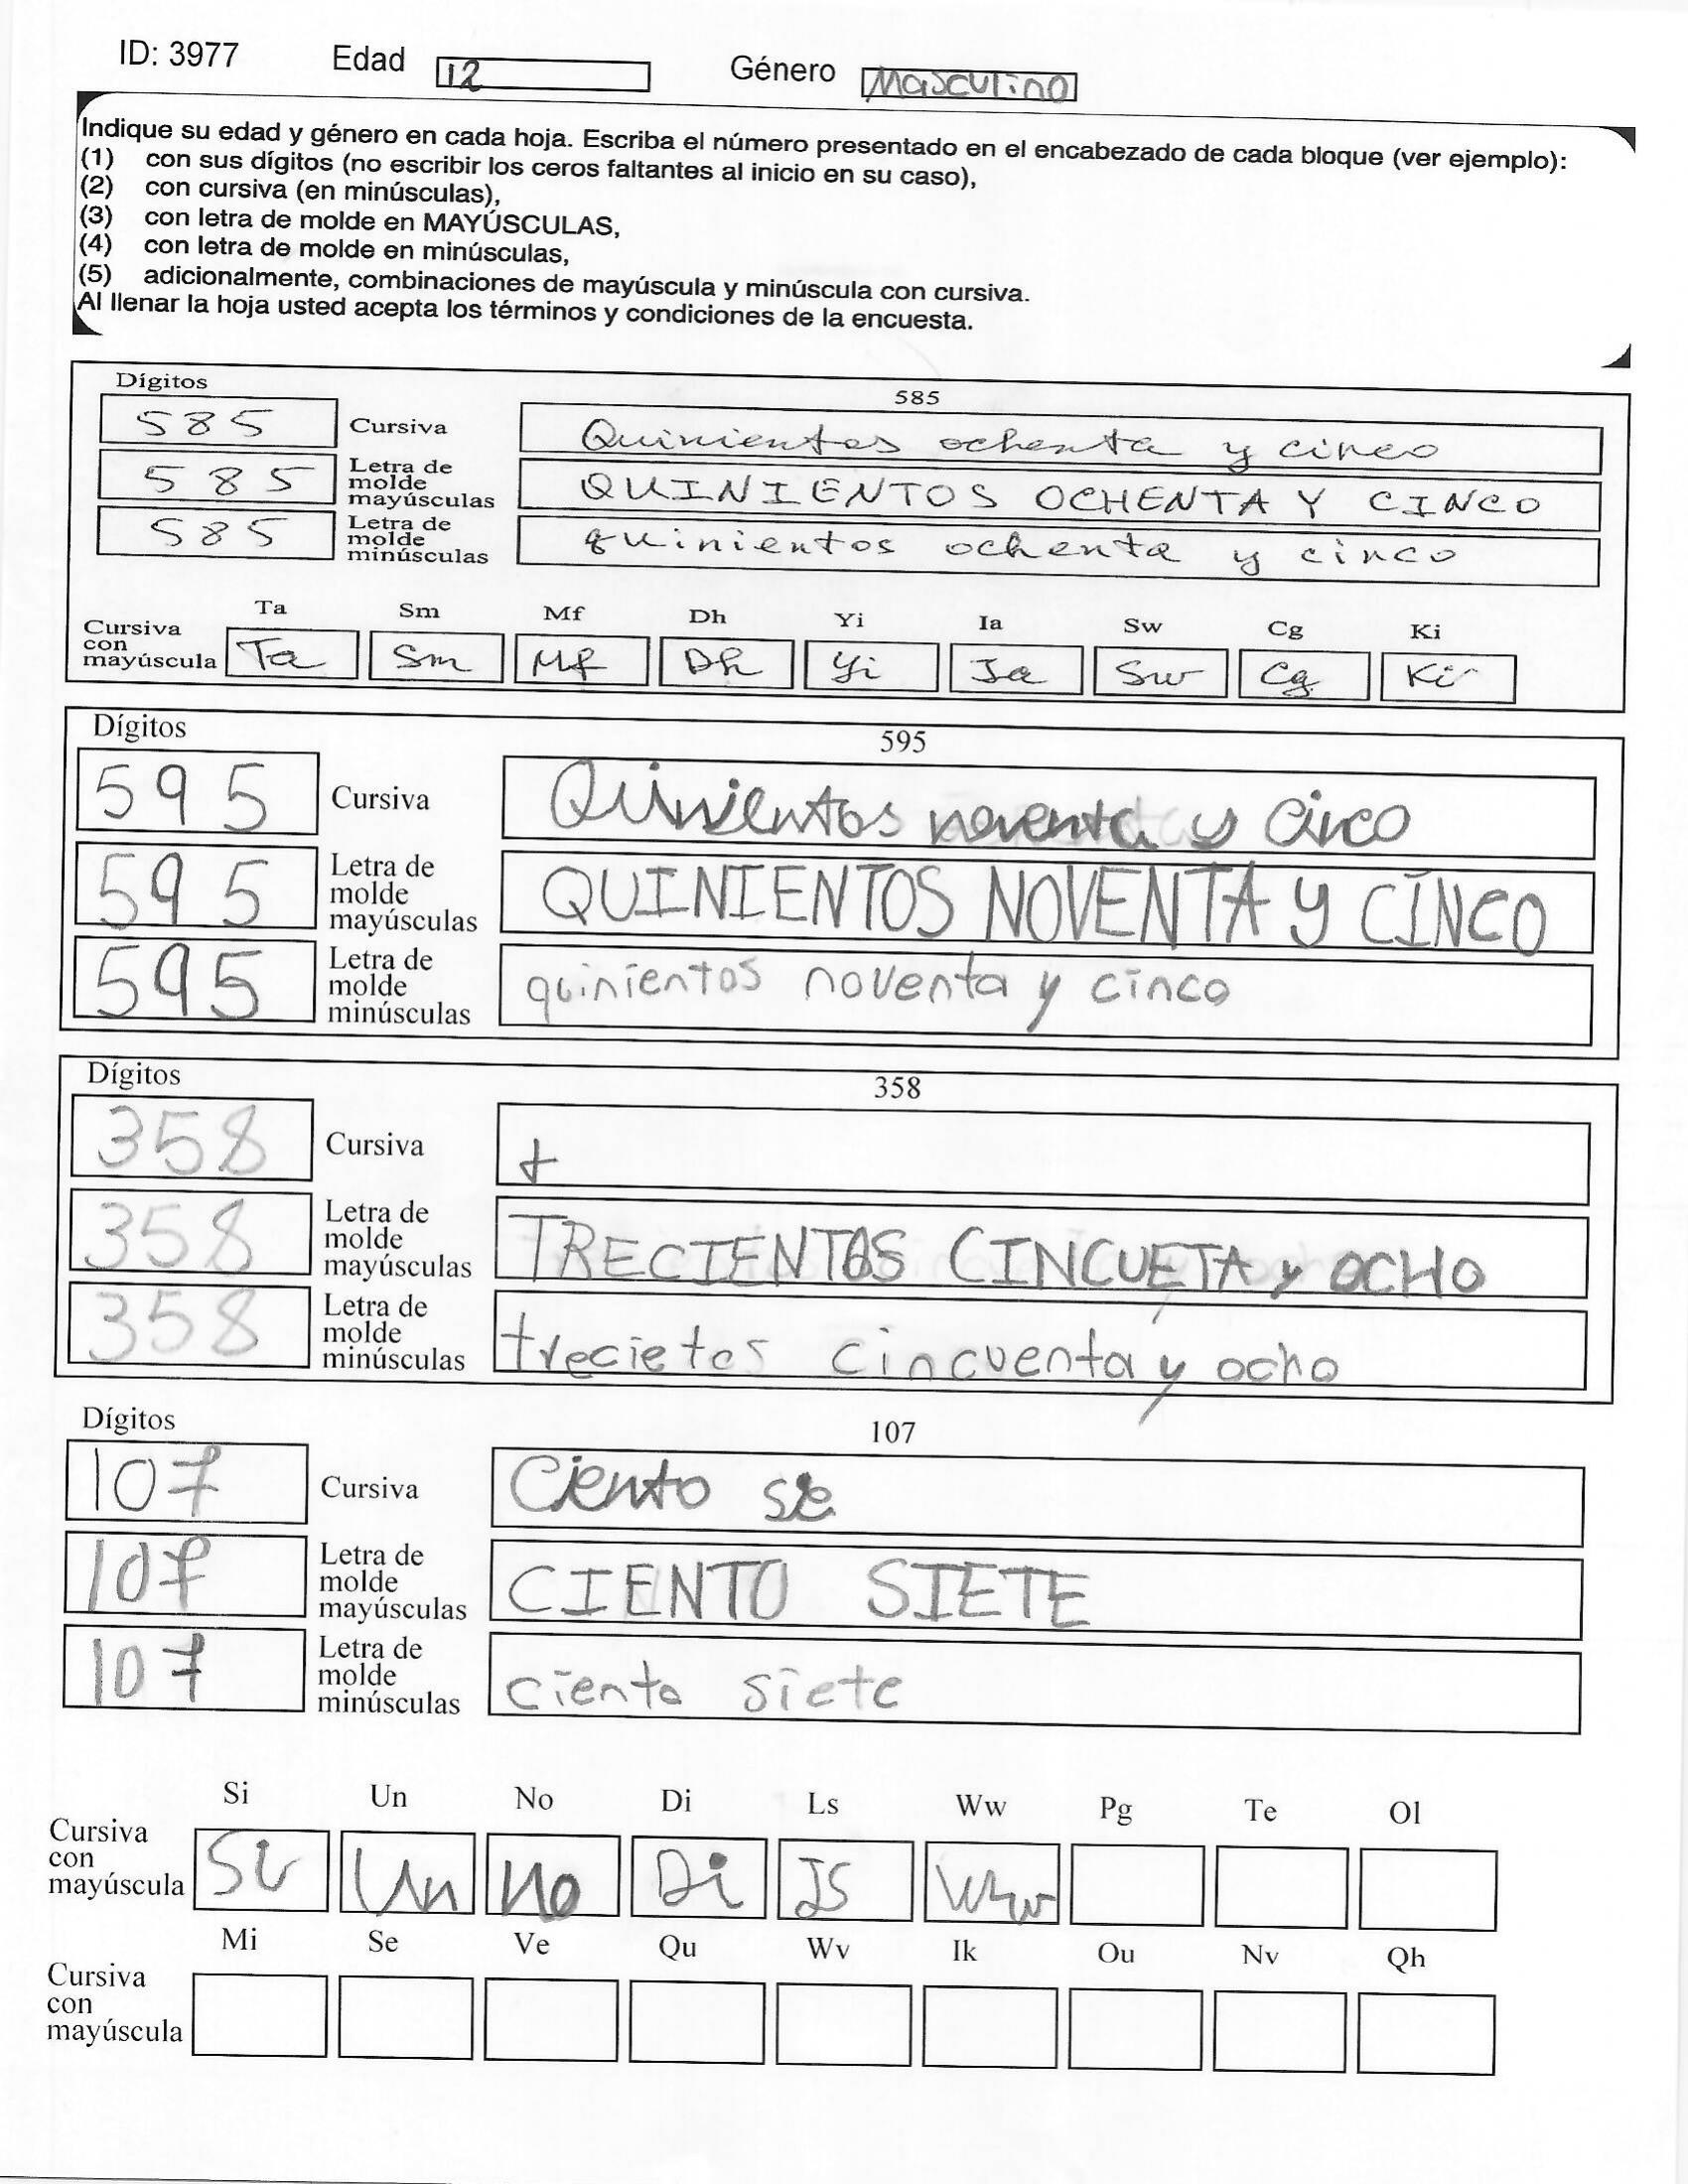 ID: 3977 Edad 12 Género Masculino
Indique su edad y género en cada hoja. Escriba el número presentado en el encabezado de cada bloque (ver ejemplo):
(1) con sus dígitos (no escribir los ceros faltantes al inicio en su caso),
(2) con cursiva (en minúsculas),
(3) con letra de molde en MAYÚSCULAS,
(4) con letra de molde en minúsculas,
(5) adicionalmente, combinaciones de mayúscula y minúscula con cursiva.
Al llenar la hoja usted acepta los términos y condiciones de la encuesta.
Dígitos 585
585 Cursiva Quinientos ochenta y cinco
585 Letra de molde mayúsculas QUINIENTOS OCHENTA Y CINCO
585 Letra de molde minúsculas quinientos ochenta y cinco
Ta Sm Mf Dh Yi Ia Sw Cg Ki
Cursiva con mayúscula Ta Sm Mf Dh Yi Ia Sw Cg Ki
Dígitos 595
595 Cursiva Quinientos noventa y cinco
595 Letra de molde mayúsculas QUINIENTOS NOVENTA Y CINCO
595 Letra de molde minúsculas quinientos noventa y cinco
Dígitos 358
358 Cursiva t
358 Letra de molde mayúsculas TRECIENTOS CINCUETA y OCHO
358 Letra de molde minúsculas trecietos cincuenta y ocho
Dígitos 107
107 Cursiva Ciento sie
107 Letra de molde mayúsculas CIENTO SIETE
107 Letra de molde minúsculas ciento siete
Si Un No Di Ls Ww Pg Te Ol
Cursiva con mayúscula Si Un No Di Ls Ww
Mi Se Ve Qu Wv Ik Ou Nv Qh
Cursiva con mayúscula